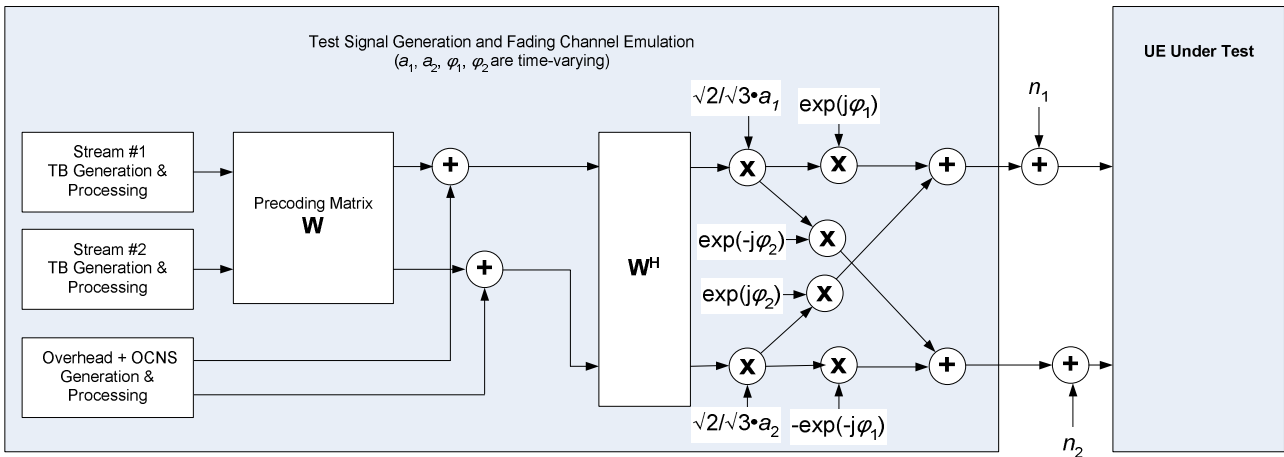 Test Signal Generation and Fading Channel Emulation
(a1, a2, φ1, φ2 are time-varying)
UE Under Test
√2/√3•a1
exp(jφ1)
n1
Stream #1
TB Generation &
Processing
Precoding Matrix
W
+
x
x
+
+
Stream #2
TB Generation &
Processing
+
W^H
exp(-jφ2)
x
exp(jφ2)
x
Overhead + OCNS
Generation &
Processing
x
x
+
+
√2/√3•a2
-exp(-jφ1)
n2